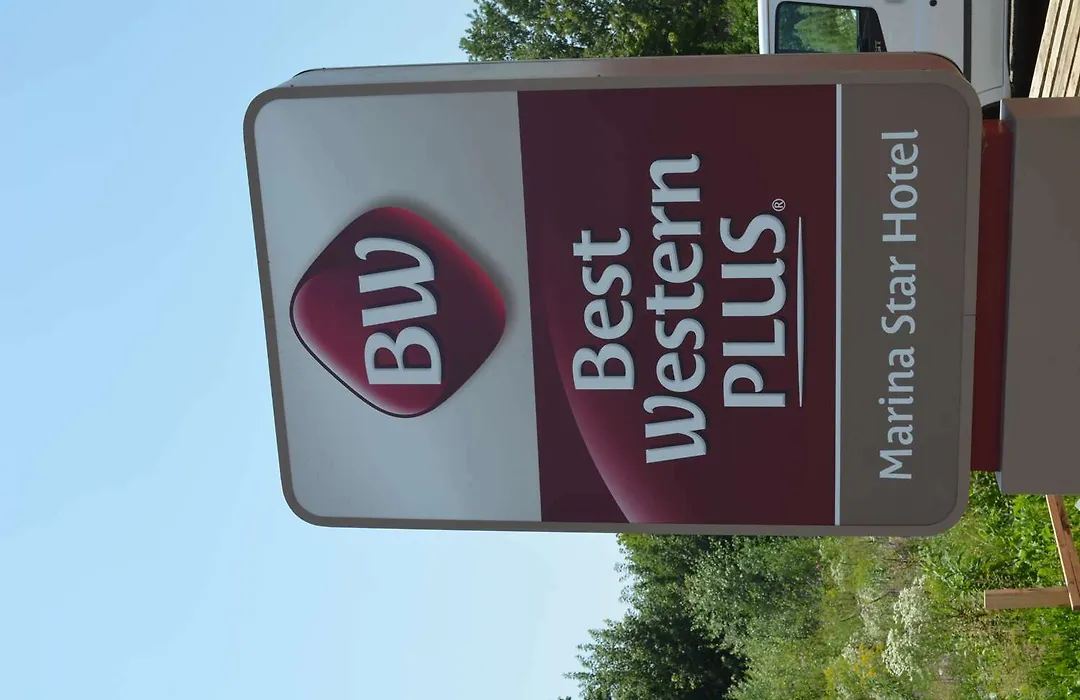 BW
Best
Western
PLUS®
Marina Star Hotel